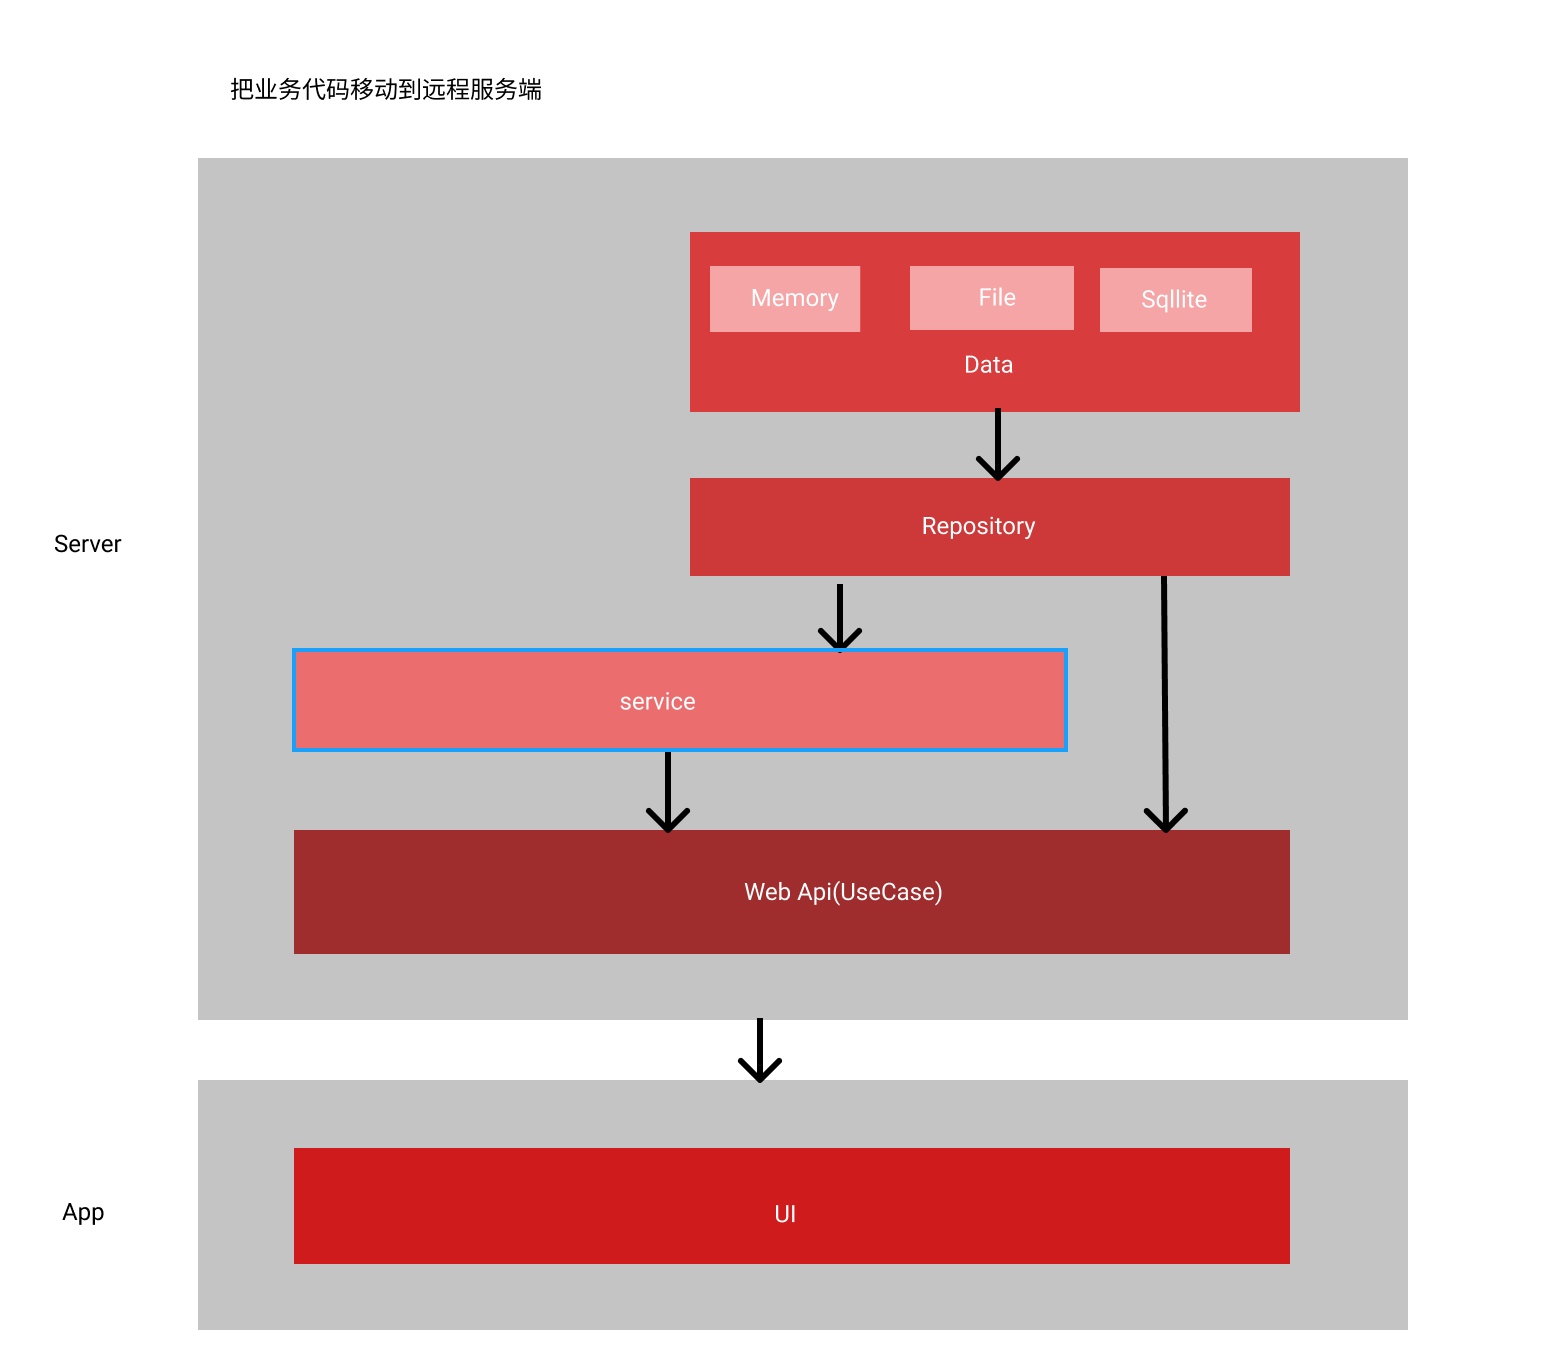 把业务代码移动到远程服务端
Memory
File
Sqllite
Data
Repository
Server
service
Web Api(UseCase)
App
UI